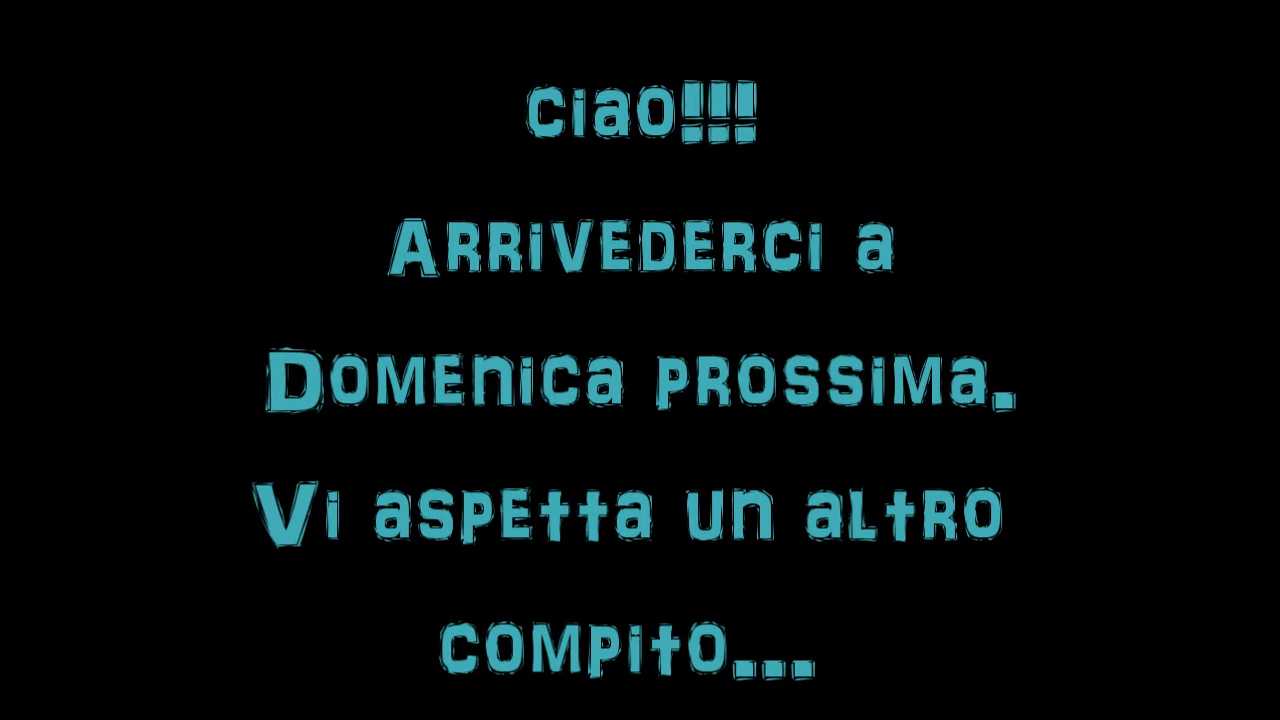 Ciao!!!
Arrivederci a
Domenica prossima.
Vi aspetta un altro
compito...